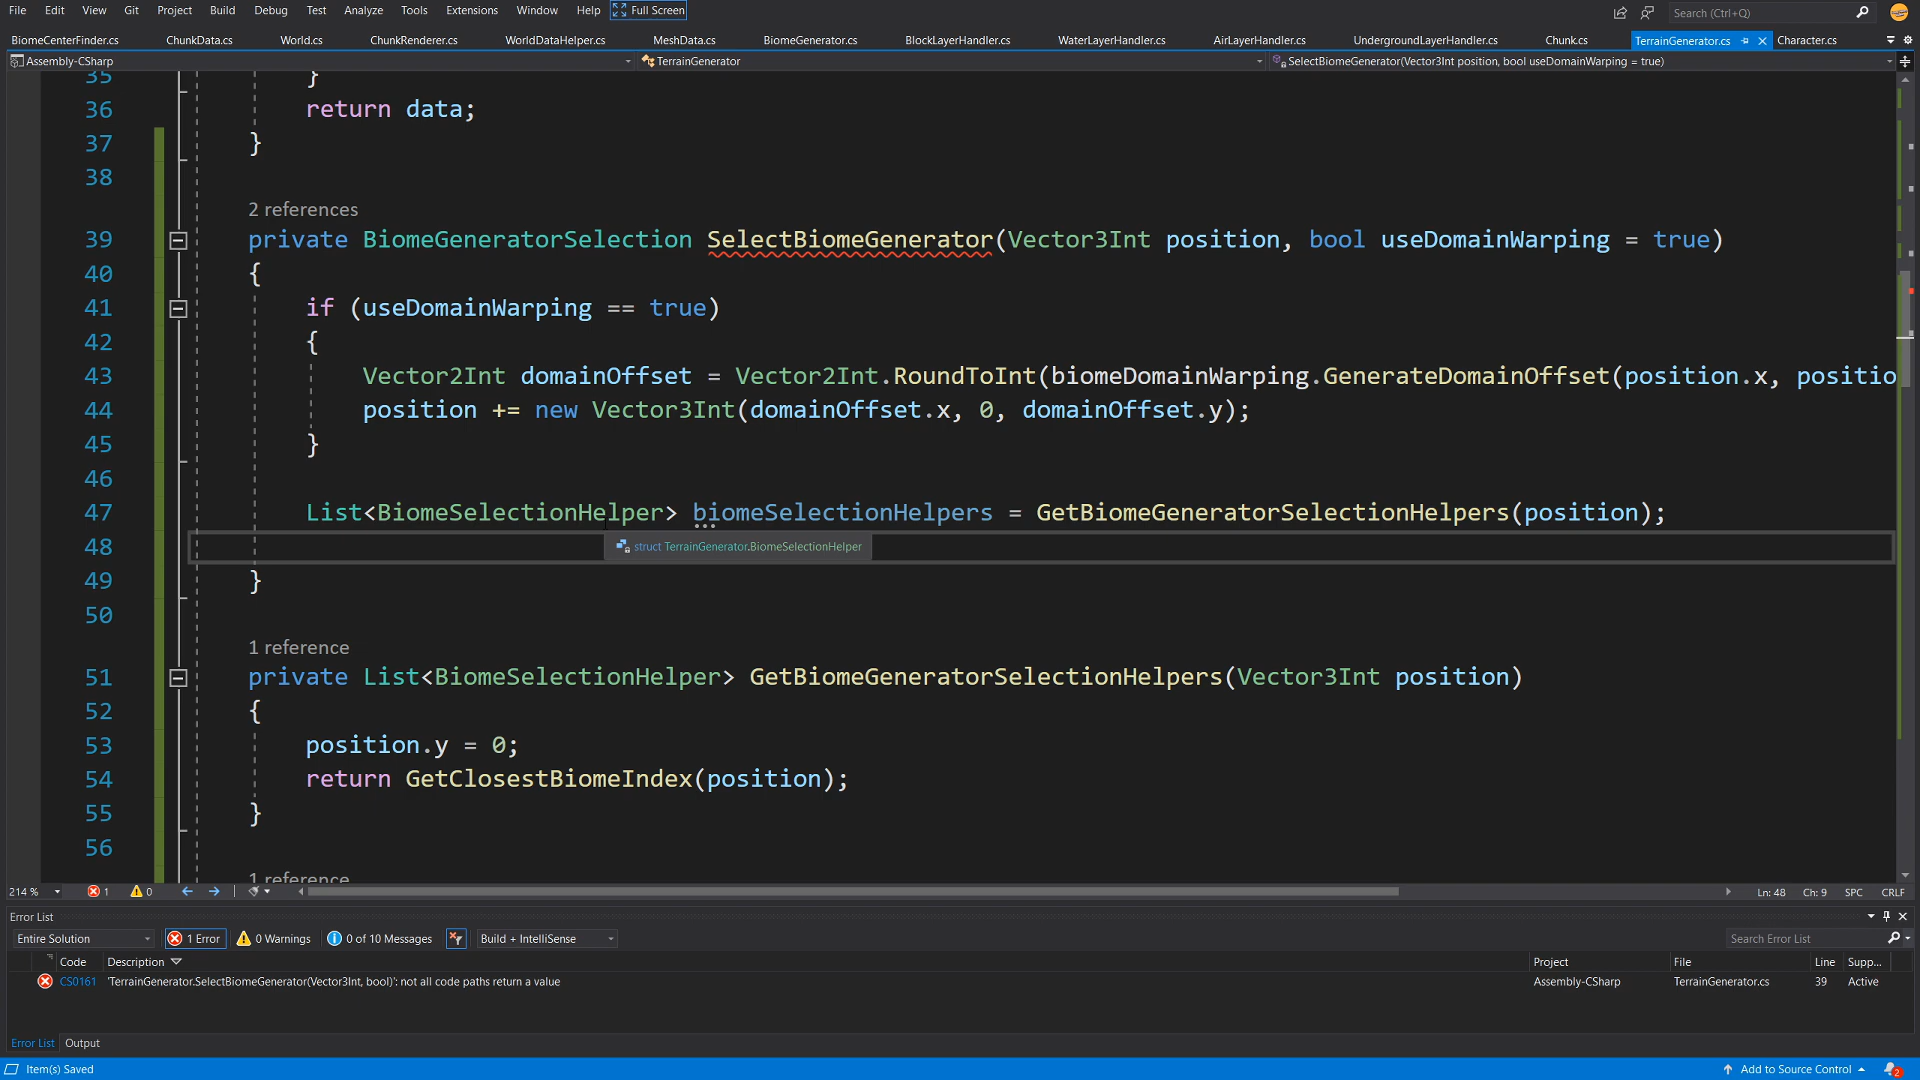 File Edit View Git Project Build Debug Test Analyze Tools Extensions Window Help Full Screen Search (Ctrl+Q)
BiomeCenterFinder.cs ChunkData.cs World.cs ChunkRenderer.cs WorldDataHelper.cs MeshData.cs BiomeGenerator.cs BlockLayerHandler.cs WaterLayerHandler.cs AirLayerHandler.cs UndergroundLayerHandler.cs Chunk.cs TerrainGenerator.cs Character.cs
Assembly-CSharp TerrainGenerator SelectBiomeGenerator(Vector3Int position, bool useDomainWarping = true)
35 }
36 return data;
37 }
38
2 references
39 private BiomeGeneratorSelection SelectBiomeGenerator(Vector3Int position, bool useDomainWarping = true)
40 {
41 if (useDomainWarping == true)
42 {
43 Vector2Int domainOffset = Vector2Int.RoundToInt(biomeDomainWarping.GenerateDomainOffset(position.x, positio
44 position += new Vector3Int(domainOffset.x, 0, domainOffset.y);
45 }
46
47 List<BiomeSelectionHelper> biomeSelectionHelpers = GetBiomeGeneratorSelectionHelpers(position);
48 struct TerrainGenerator.BiomeSelectionHelper
49 }
50
1 reference
51 private List<BiomeSelectionHelper> GetBiomeGeneratorSelectionHelpers(Vector3Int position)
52 {
53 position.y = 0;
54 return GetClosestBiomeIndex(position);
55 }
56
1 reference
214 % 1 0 Ln: 48 Ch: 9 SPC CRLF
Error List
Entire Solution 1 Error 0 Warnings 0 of 10 Messages Build + IntelliSense Search Error List
Code Description Project File Line Supp...
CS0161 'TerrainGenerator.SelectBiomeGenerator(Vector3Int, bool)': not all code paths return a value Assembly-CSharp TerrainGenerator.cs 39 Active
Error List Output
Item(s) Saved Add to Source Control 2